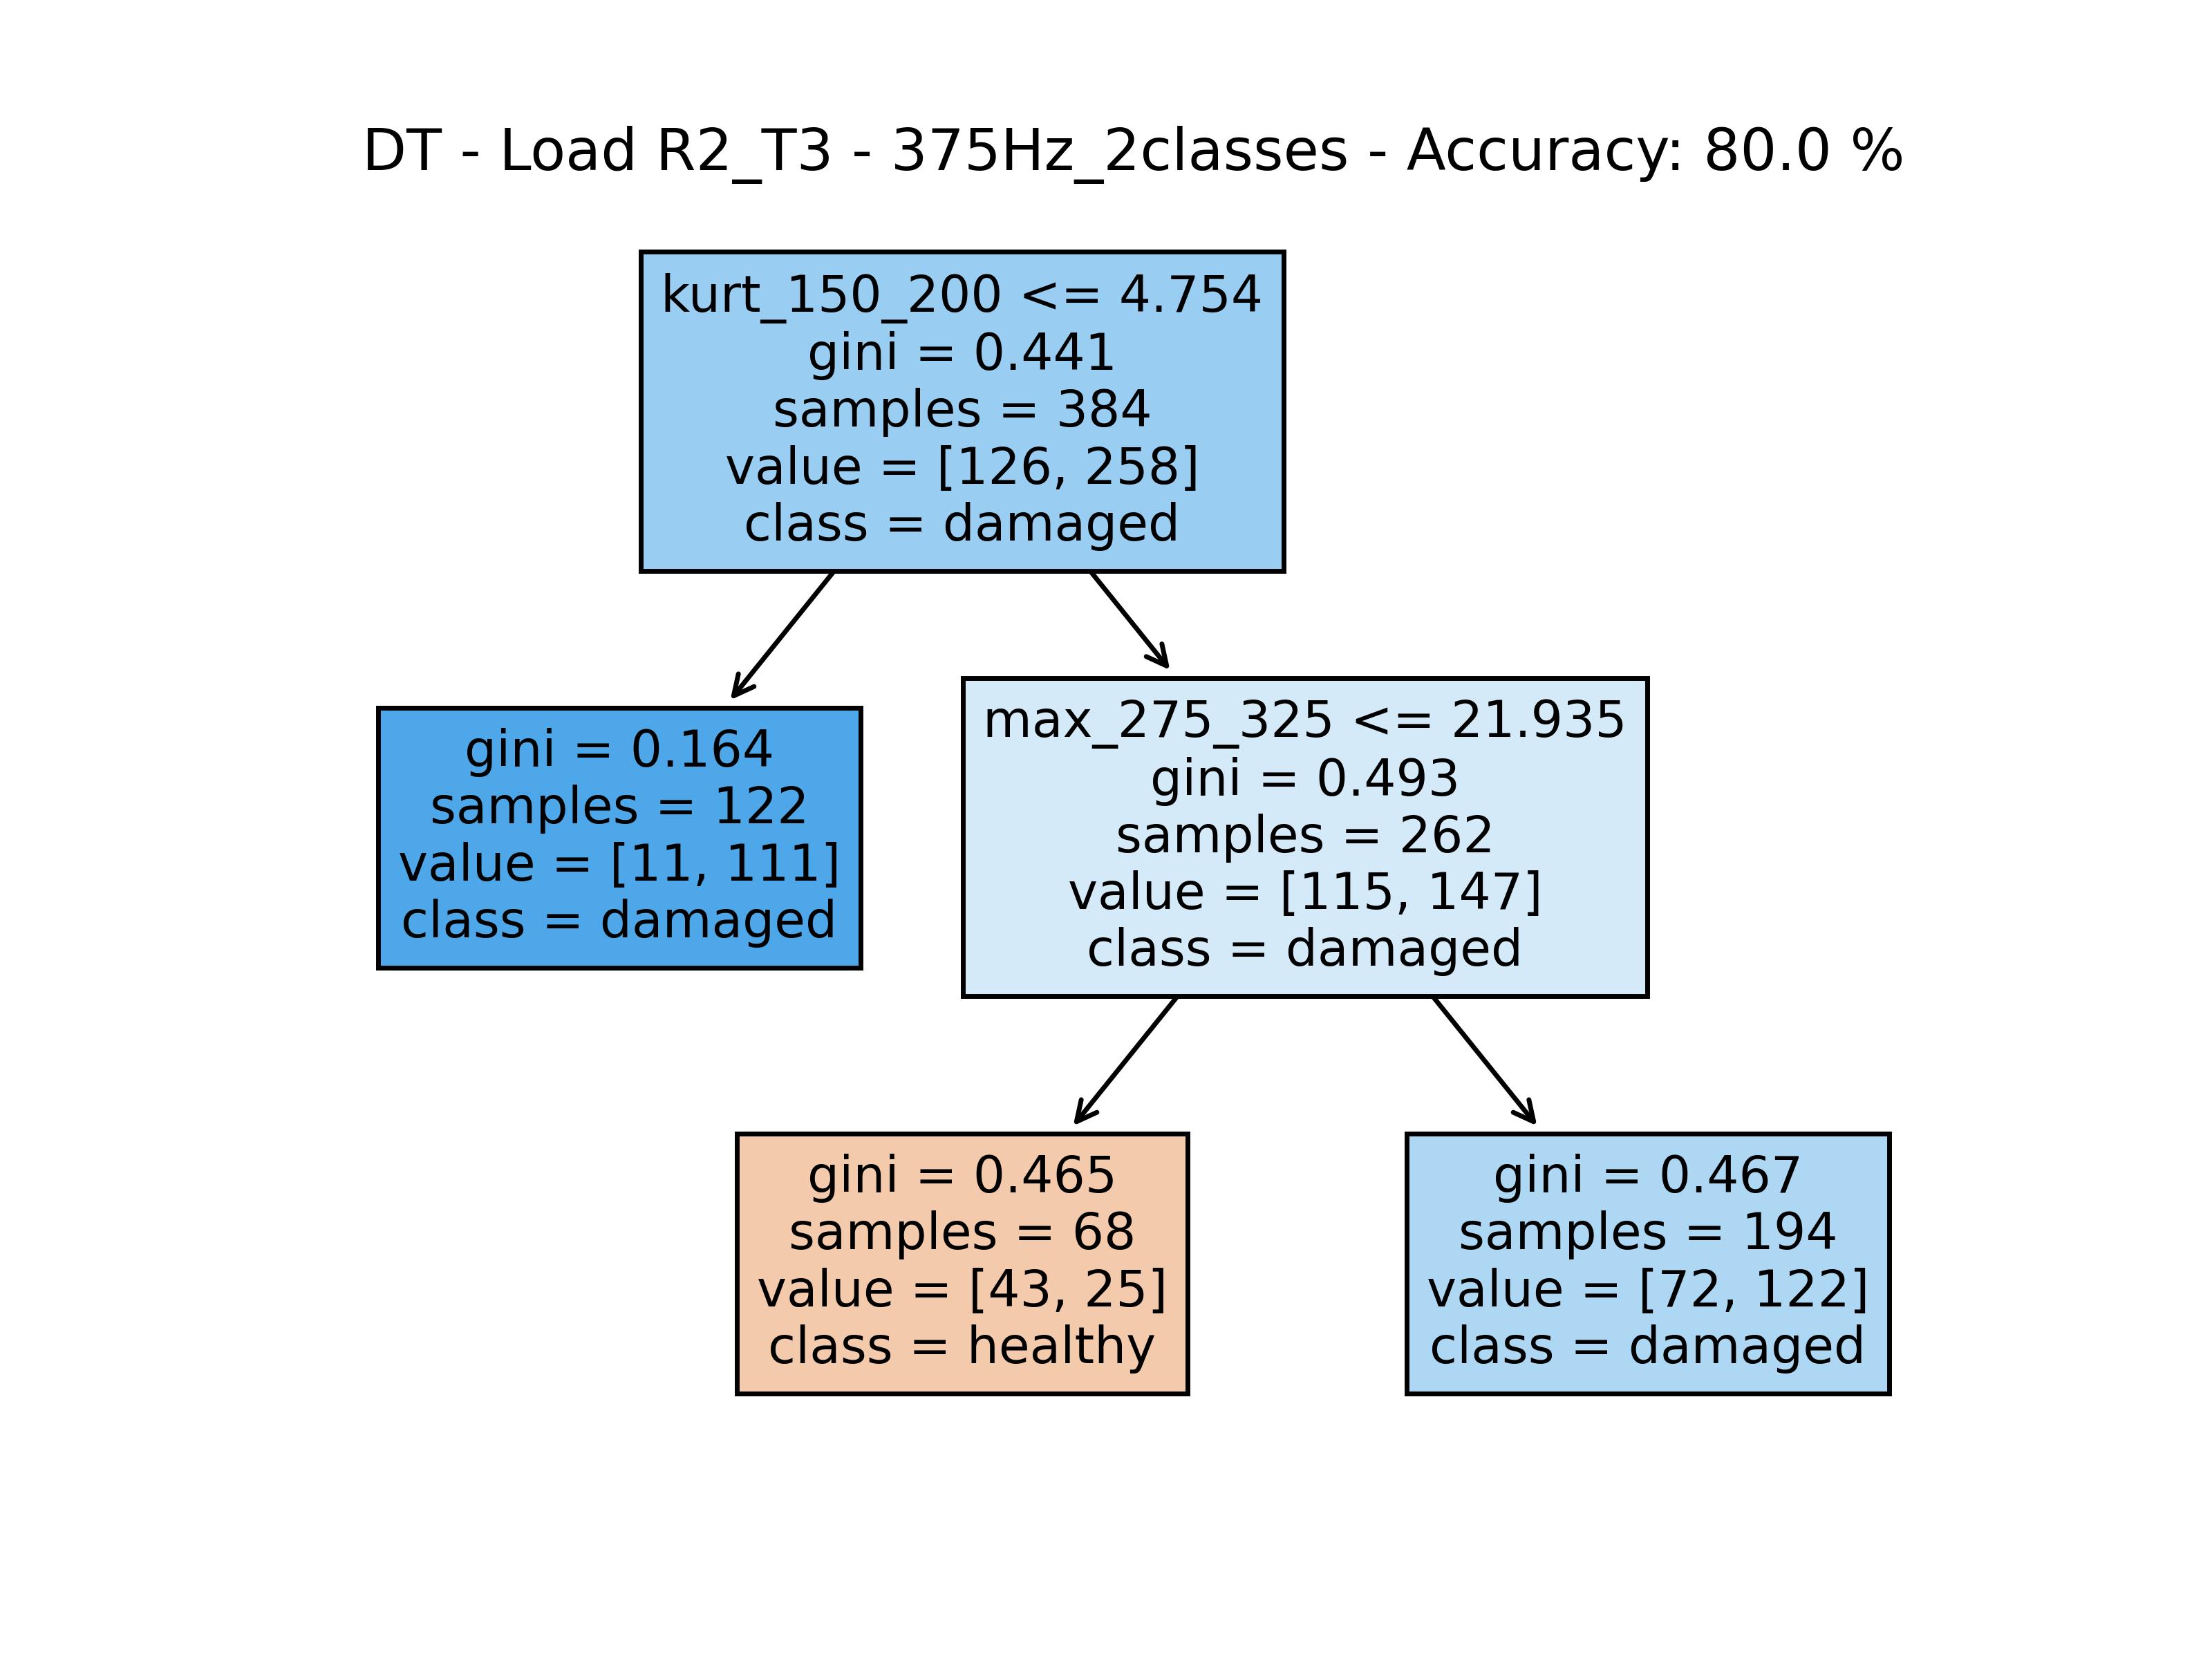 DT - Load R2_T3 - 375Hz_2classes - Accuracy: 80.0 %
kurt_150_200 <= 4.754
gini = 0.441
samples = 384
value = [126, 258]
class = damaged
gini = 0.164
samples = 122
value = [11, 111]
class = damaged
max_275_325 <= 21.935
gini = 0.493
samples = 262
value = [115, 147]
class = damaged
gini = 0.465
samples = 68
value = [43, 25]
class = healthy
gini = 0.467
samples = 194
value = [72, 122]
class = damaged